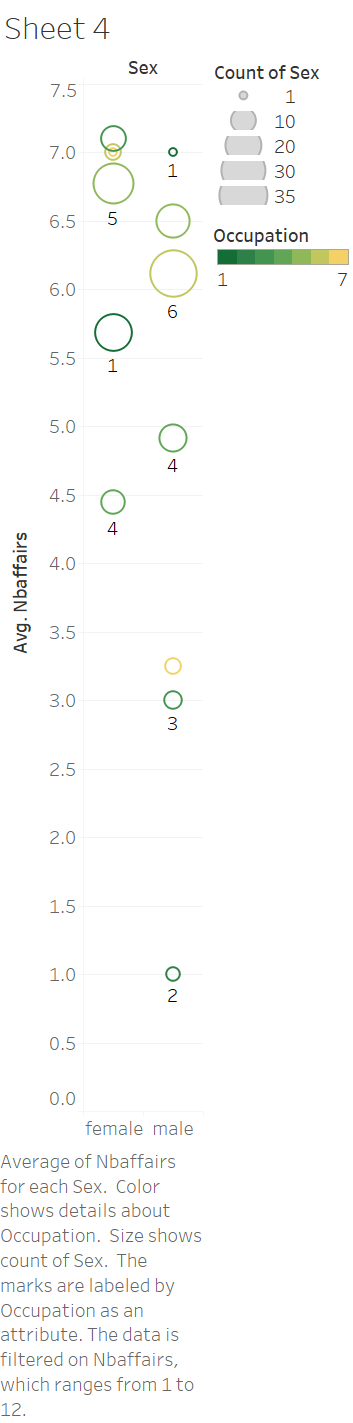 Sheet 4
Sex
Count of Sex
1
10
20
30
35
Occupation
1 7
Avg. Nbaffairs
7.5
7.0
6.5
6.0
5.5
5.0
4.5
4.0
3.5
3.0
2.5
2.0
1.5
1.0
0.5
0.0
1
5
6
1
4
4
3
2
female male
Average of Nbaffairs
for each Sex. Color
shows details about
Occupation. Size shows
count of Sex. The
marks are labeled by
Occupation as an
attribute. The data is
filtered on Nbaffairs,
which ranges from 1 to
12.